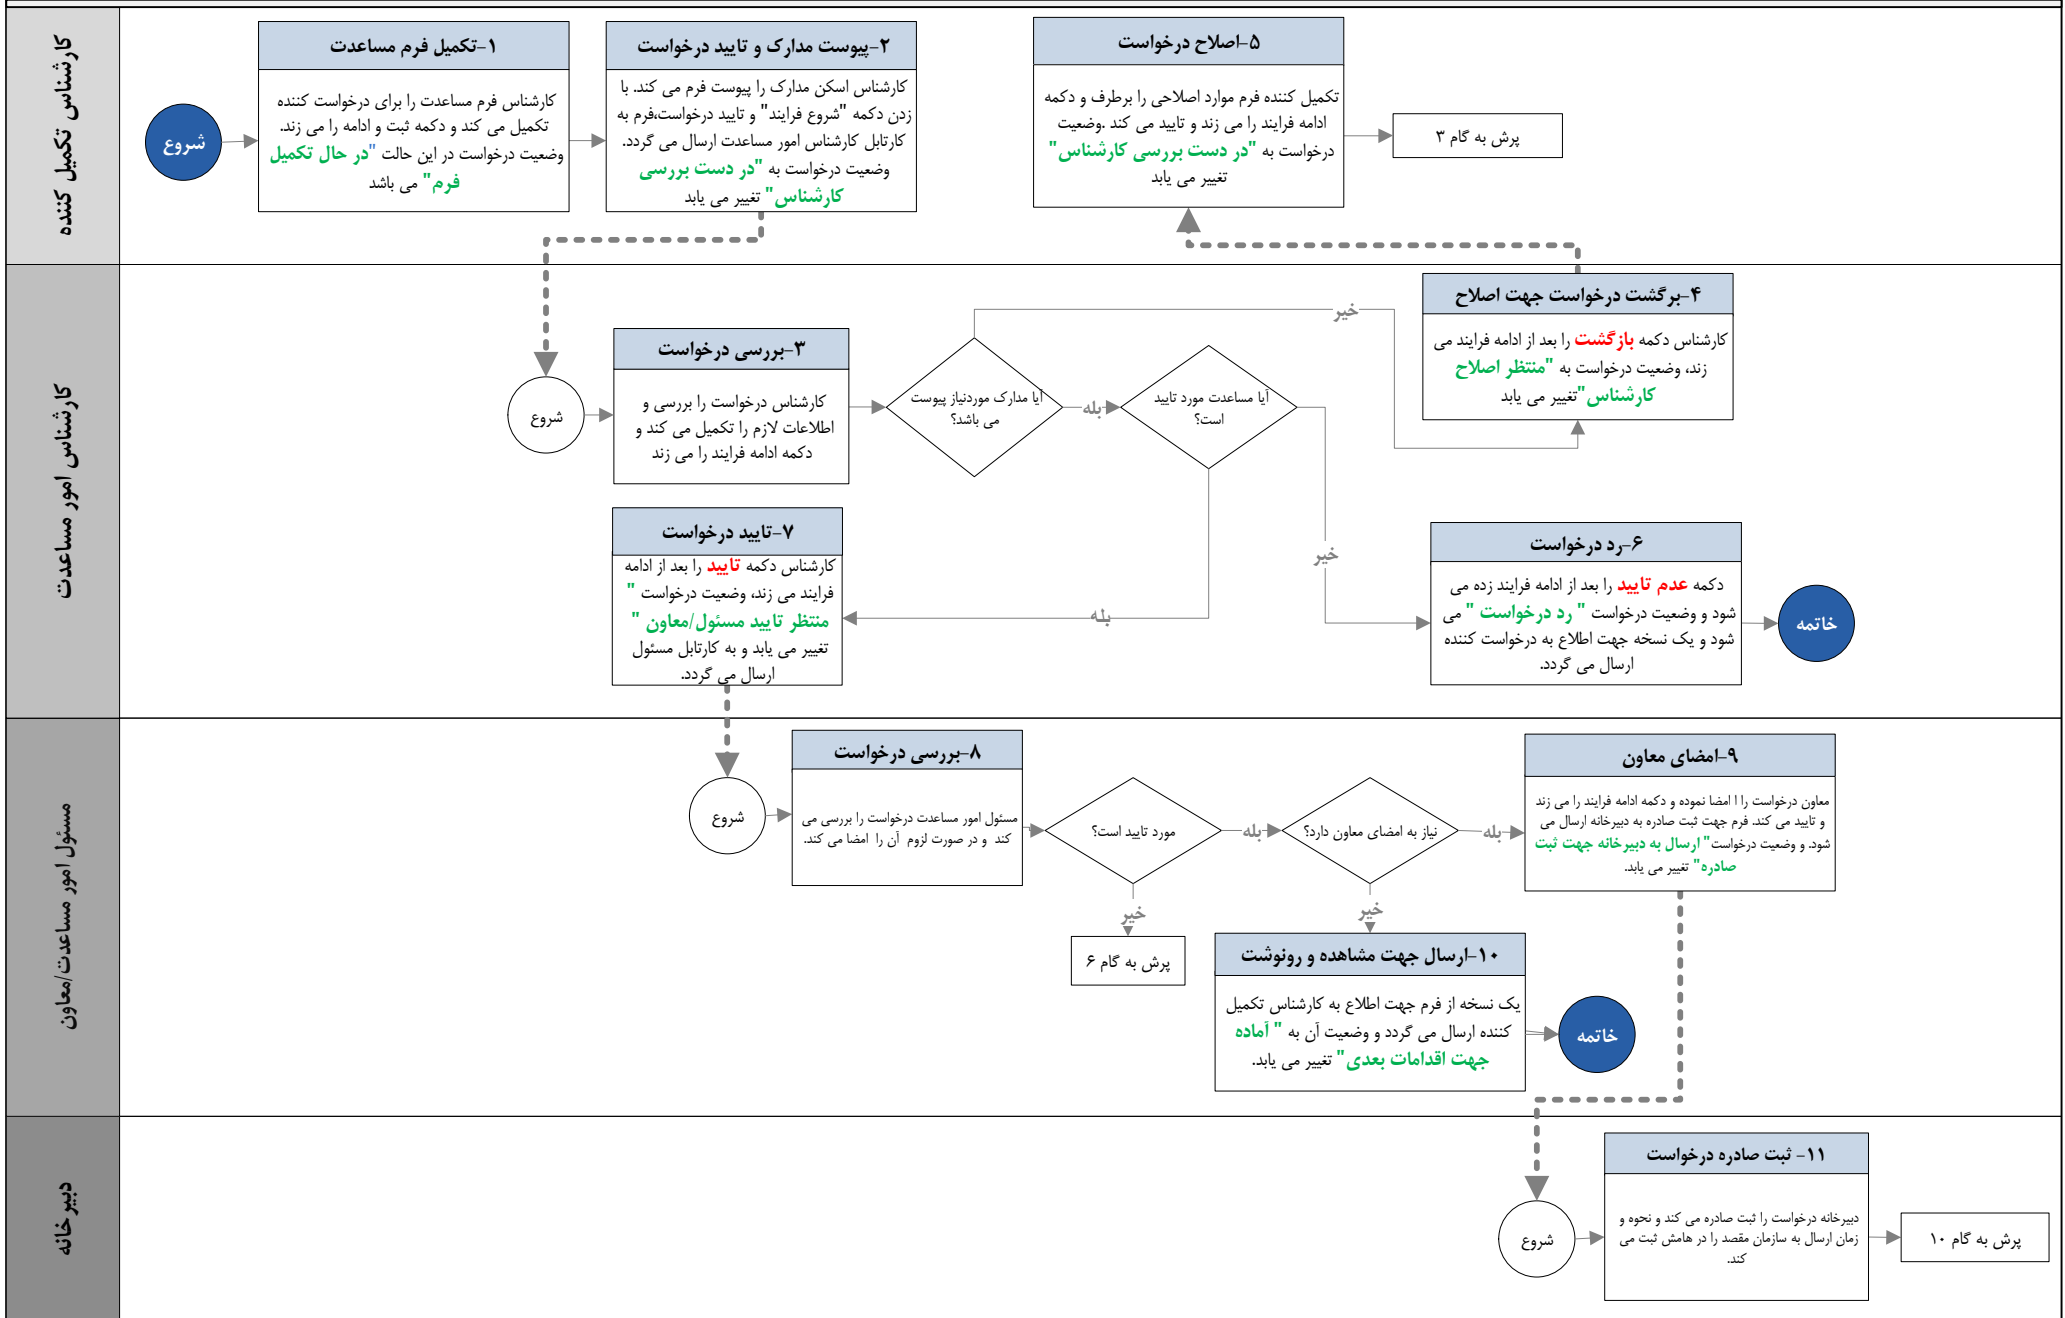 کارشناس تکمیل کننده
شروع
۱-تکمیل فرم مساعدت
کارشناس فرم مساعدت را برای درخواست کننده
تکمیل می کند و دکمه ثبت و ادامه را می زند.
وضعیت درخواست در این حالت "در حال تکمیل
فرم" می باشد
۲-پیوست مدارک و تایید درخواست
کارشناس اسکن مدارک را پیوست فرم می کند. با
زدن دکمه "شروع فرایند" و تایید درخواست،فرم به
کارتابل کارشناس امور مساعدت ارسال می گردد.
وضعیت درخواست به "در دست بررسی
کارشناس" تغییر می یابد
۵-اصلاح درخواست
تکمیل کننده فرم موارد اصلاحی را برطرف و دکمه
ادامه فرایند را می زند و تایید می کند .وضعیت
درخواست به "در دست بررسی کارشناس"
تغییر می یابد
پرش به گام ۳
کارشناس امور مساعدت
شروع
۳-بررسی درخواست
کارشناس درخواست را بررسی و
اطلاعات لازم را تکمیل می کند و
دکمه ادامه فرایند را می زند
آیا مدارک موردنیاز پیوست
می باشد؟
خیر
بله
آیا مساعدت مورد تایید
است؟
خیر
بله
۴-برگشت درخواست جهت اصلاح
کارشناس دکمه بازگشت را بعد از ادامه فرایند می
زند، وضعیت درخواست به "منتظر اصلاح
کارشناس"تغییر می یابد
۶-رد درخواست
دکمه عدم تایید را بعد از ادامه فرایند زده می
شود و وضعیت درخواست " رد درخواست " می
شود و یک نسخه جهت اطلاع به درخواست کننده
ارسال می گردد.
خاتمه
۷-تایید درخواست
کارشناس دکمه تایید را بعد از ادامه
فرایند می زند، وضعیت درخواست "
منتظر تایید مسئول/معاون "
تغییر می یابد و به کارتابل مسئول
ارسال می گردد.
مسئول امور مساعدت/معاون
شروع
۸-بررسی درخواست
مسئول امور مساعدت درخواست را بررسی می
کند و در صورت لزوم آن را امضا می کند.
مورد تایید است؟
خیر
پرش به گام ۶
بله
نیاز به امضای معاون دارد؟
خیر
بله
۹-امضای معاون
معاون درخواست را ا امضا نموده و دکمه ادامه فرایند را می زند
و تایید می کند. فرم جهت ثبت صادره به دبیرخانه ارسال می
شود. و وضعیت درخواست" ارسال به دبیرخانه جهت ثبت
صادره" تغییر می یابد.
۱۰-ارسال جهت مشاهده و رونوشت
یک نسخه از فرم جهت اطلاع به کارشناس تکمیل
کننده ارسال می گردد و وضعیت آن به " آماده
جهت اقدامات بعدی" تغییر می یابد.
خاتمه
دبیرخانه
شروع
۱۱- ثبت صادره درخواست
دبیرخانه درخواست را ثبت صادره می کند و نحوه و
زمان ارسال به سازمان مقصد را در هامش ثبت می
کند.
پرش به گام ۱۰